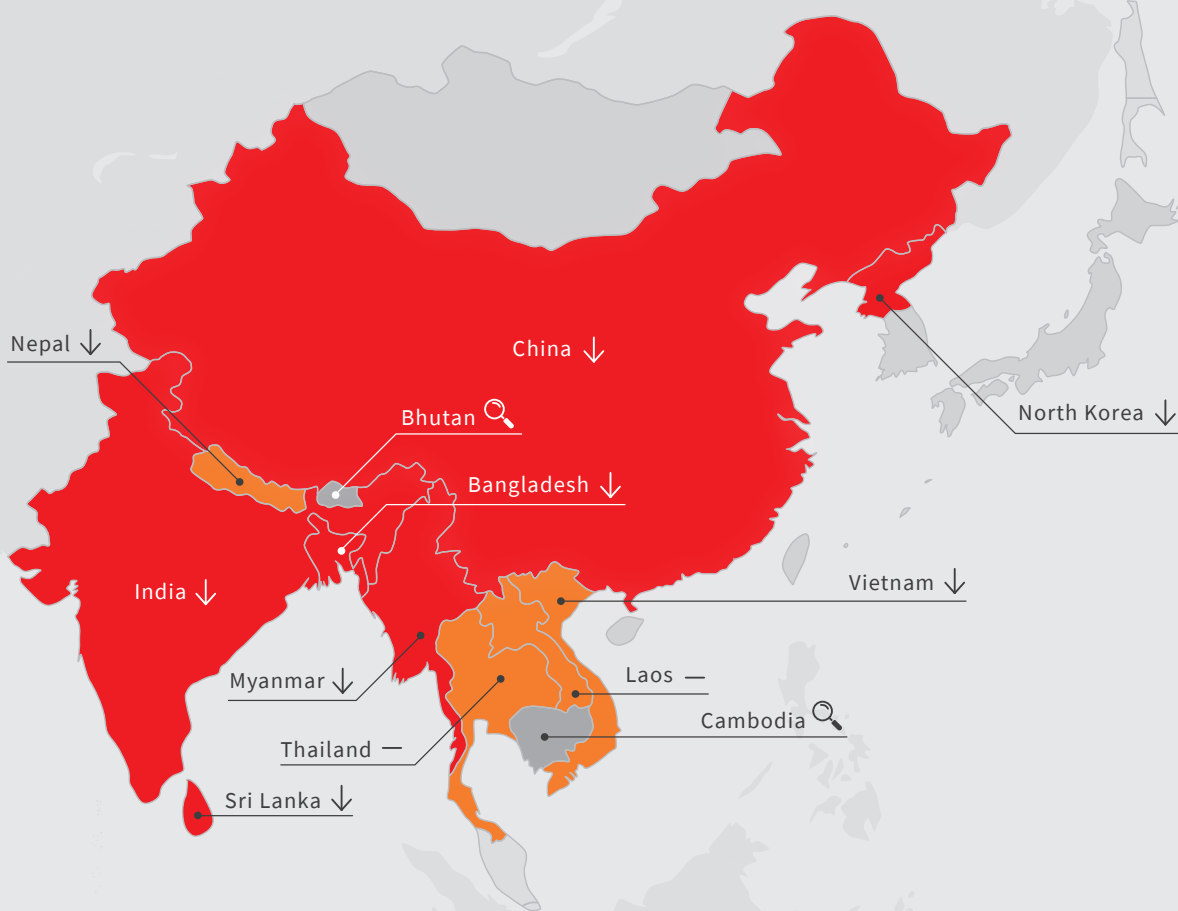 Nepal
China
North Korea
Bhutan
Bangladesh
India
Vietnam
Myanmar
Laos
Cambodia
Thailand
Sri Lanka